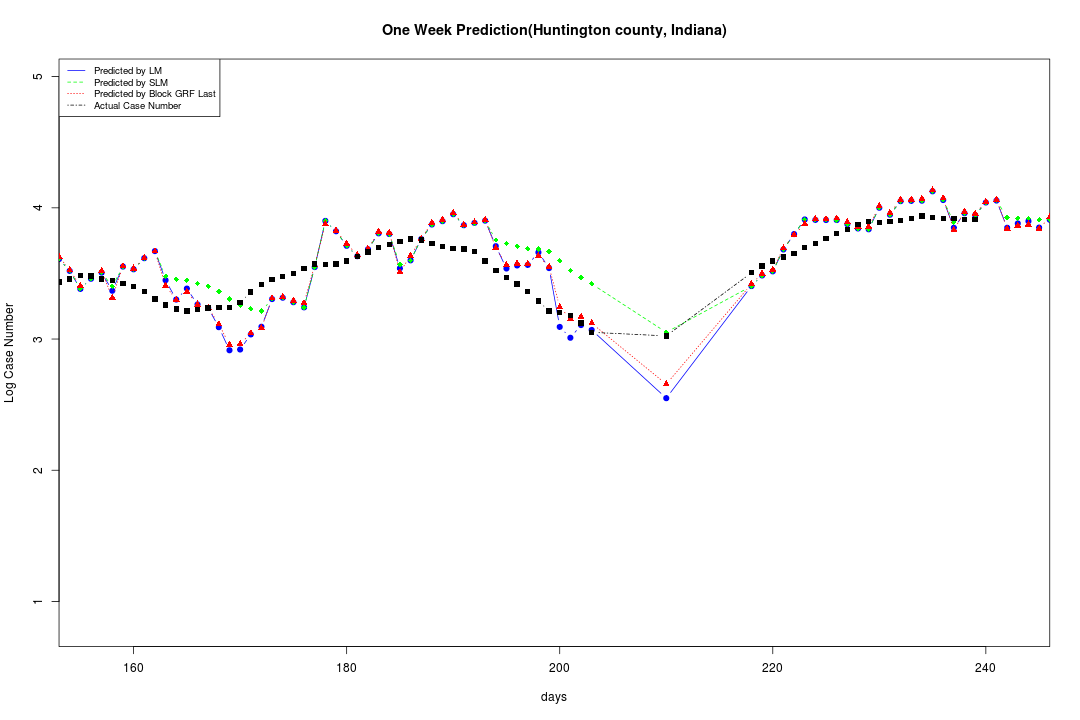 One Week Prediction(Huntington county, Indiana)
Predicted by LM
Predicted by SLM
Predicted by Block GRF Last
Actual Case Number
5
4
3
2
1
Log Case Number
160 180 200 220 240
days